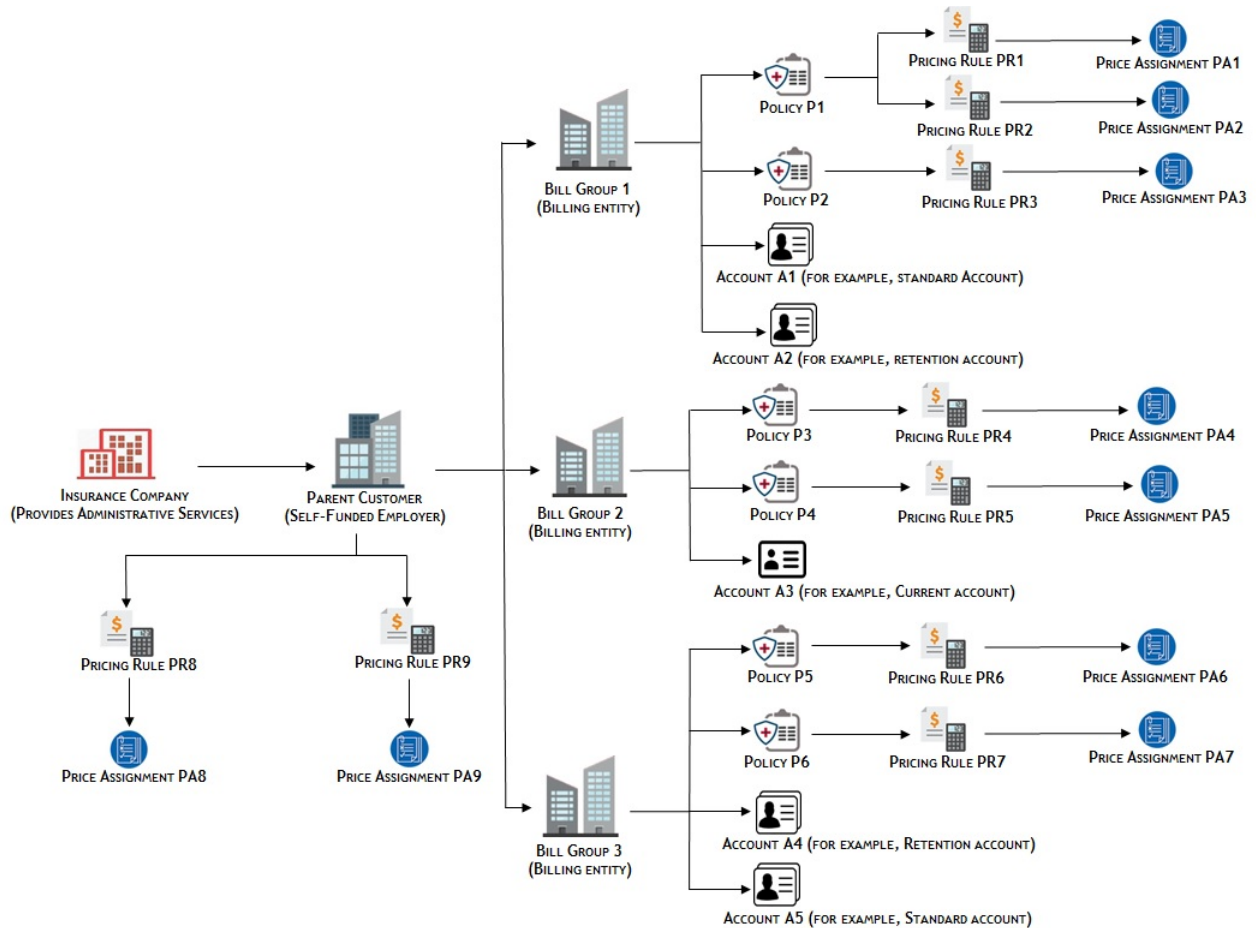 Pricing Rule PR1
Price Assignment PA1
Policy P1
Pricing Rule PR2
Price Assignment PA2
Bill Group 1
(Billing entity)
Policy P2
Pricing Rule PR3
Price Assignment PA3
Account A1 (for example, standard Account)
Account A2 (for example, retention account)
Policy P3
Pricing Rule PR4
Price Assignment PA4
Insurance Company
(Provides Administrative Services)
Parent Customer
(Self-Funded Employer)
Bill Group 2
(Billing entity)
Policy P4
Pricing Rule PR5
Price Assignment PA5
Account A3 (for example, Current account)
Pricing Rule PR8
Pricing Rule PR9
Policy P5
Pricing Rule PR6
Price Assignment PA6
Price Assignment PA8
Price Assignment PA9
Policy P6
Pricing Rule PR7
Price Assignment PA7
Bill Group 3
(Billing entity)
Account A4 (for example, Retention account)
Account A5 (for example, Standard account)